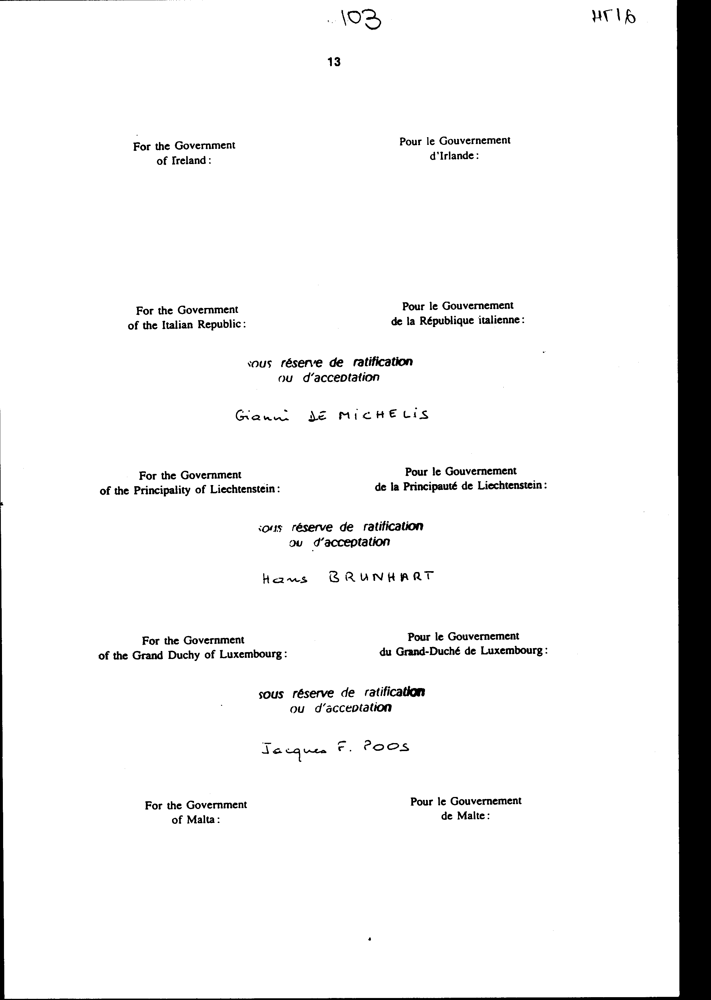 103
13
For the Government
of Ireland :
Pour le Gouvernement
d'Irlande :
For the Government
of the Italian Republic :
Pour le Gouvernement
de la République italienne :
sous réserve de ratification
ou d'acceptation
Gianni DE MiCHELiS
For the Government
of the Principality of Liechtenstein :
Pour le Gouvernement
de la Principauté de Liechtenstein :
sous réserve de ratification
ou d'acceptation
Hans BRUNHART
For the Government
of the Grand Duchy of Luxembourg :
Pour le Gouvernement
du Grand-Duché de Luxembourg :
sous réserve de ratification
ou d'acceptation
Jacques F. POOS
For the Government
of Malta :
Pour le Gouvernement
de Malte :